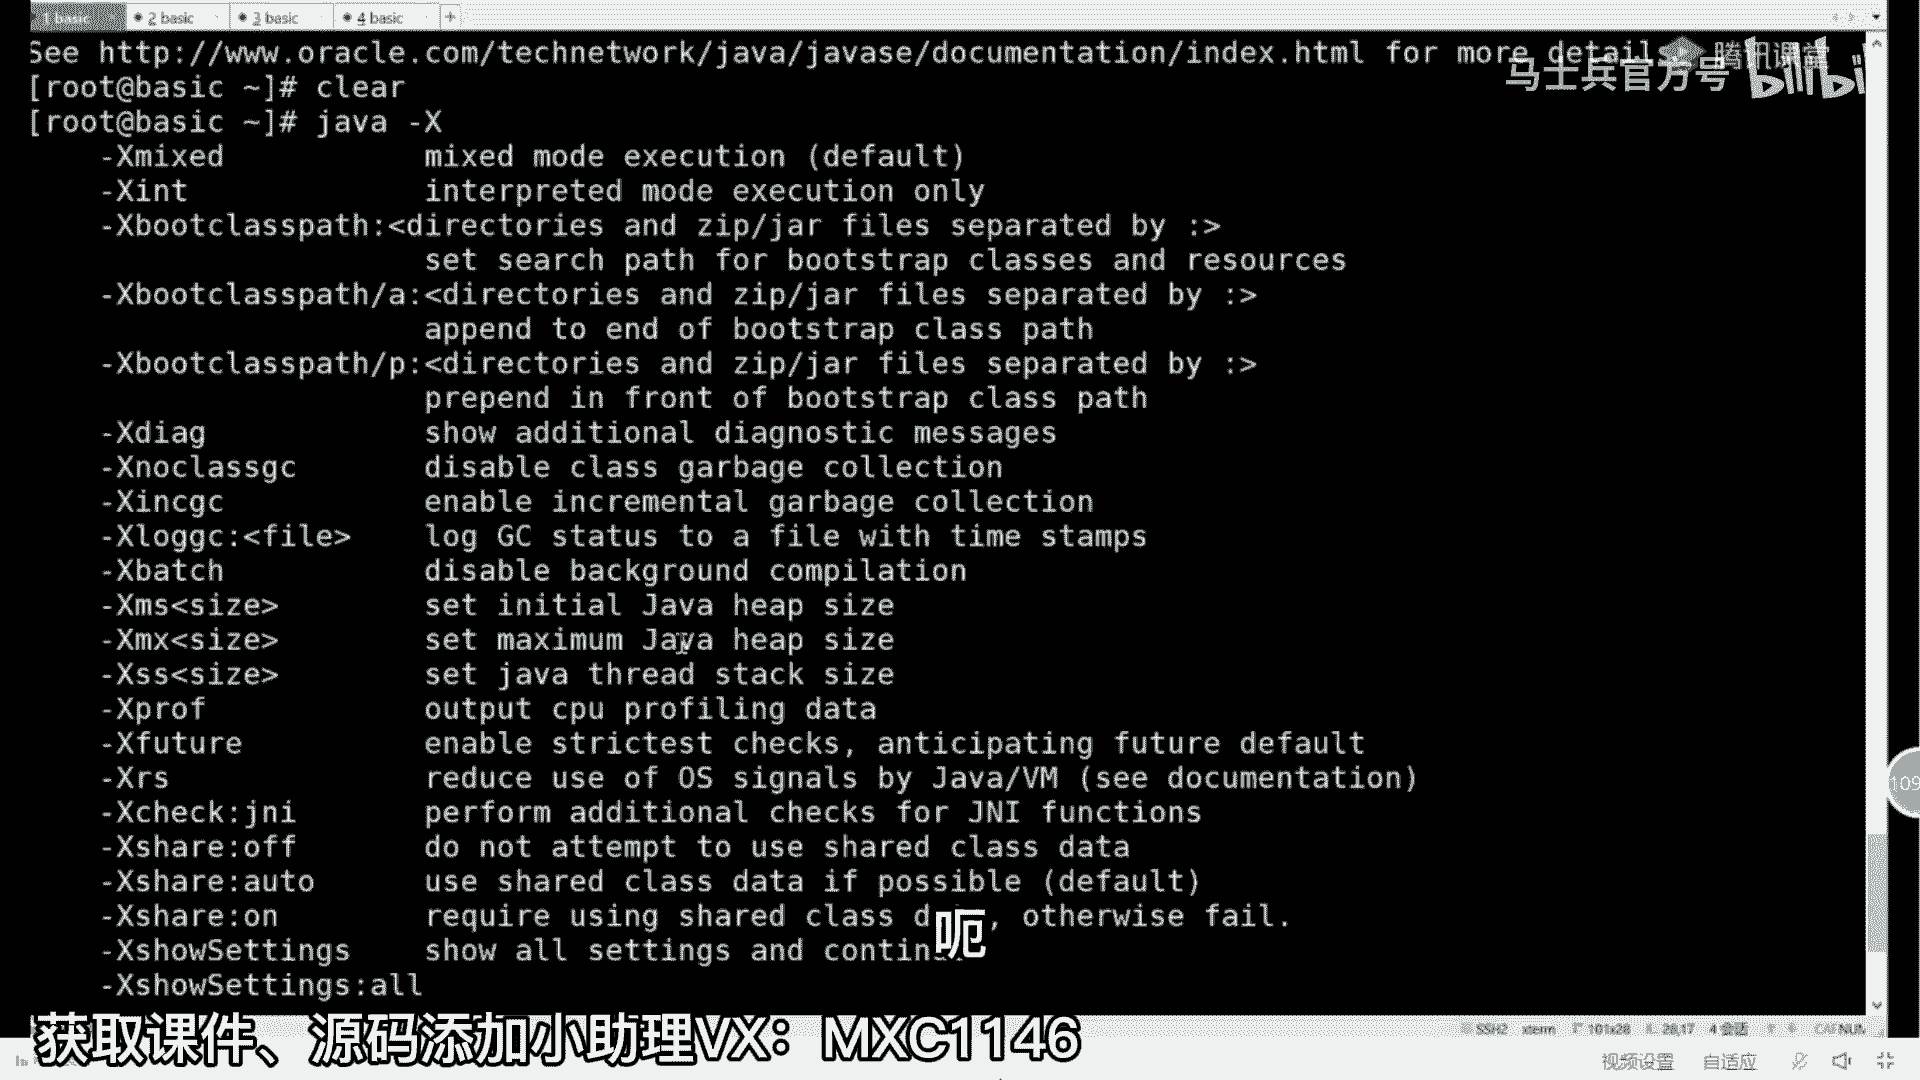 1 basic
2 basic
3 basic
4 basic
+
See http://www.oracle.com/technetwork/java/javase/documentation/index.html for more detail
腾讯课堂
马士兵官方号
[root@basic ~]# clear
[root@basic ~]# java -X
-Xmixed mixed mode execution (default)
-Xint interpreted mode execution only
-Xbootclasspath:<directories and zip/jar files separated by :>
set search path for bootstrap classes and resources
-Xbootclasspath/a:<directories and zip/jar files separated by :>
append to end of bootstrap class path
-Xbootclasspath/p:<directories and zip/jar files separated by :>
prepend in front of bootstrap class path
-Xdiag show additional diagnostic messages
-Xnoclassgc disable class garbage collection
-Xincgc enable incremental garbage collection
-Xloggc:<file> log GC status to a file with time stamps
-Xbatch disable background compilation
-Xms<size> set initial Java heap size
-Xmx<size> set maximum Java heap size
-Xss<size> set java thread stack size
-Xprof output cpu profiling data
-Xfuture enable strictest checks, anticipating future default
-Xrs reduce use of OS signals by Java/VM (see documentation)
-Xcheck:jni perform additional checks for JNI functions
109
-Xshare:off do not attempt to use shared class data
-Xshare:auto use shared class data if possible (default)
-Xshare:on require using shared class d , otherwise fail.
呃
-XshowSettings show all settings and contin
-XshowSettings:all
获取课件、源码添加小助理VX：MXC1146
SSH2 xterm 101x28 28,17 4 会话 CAP NUM
视频设置 自适应